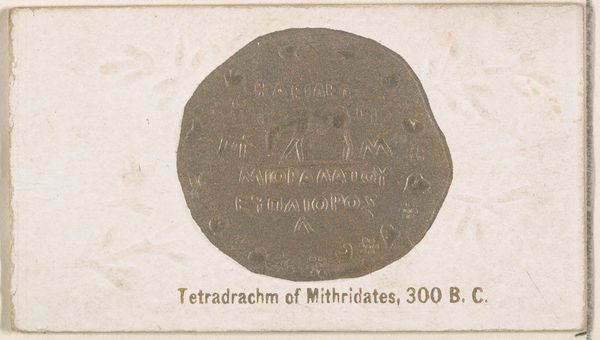 ΜΙΘΡΑΔΑΤΟΥ
ΕΥΠΑΤΟΡΟΣ
Tetradrachm of Mithridates, 300 B. C.